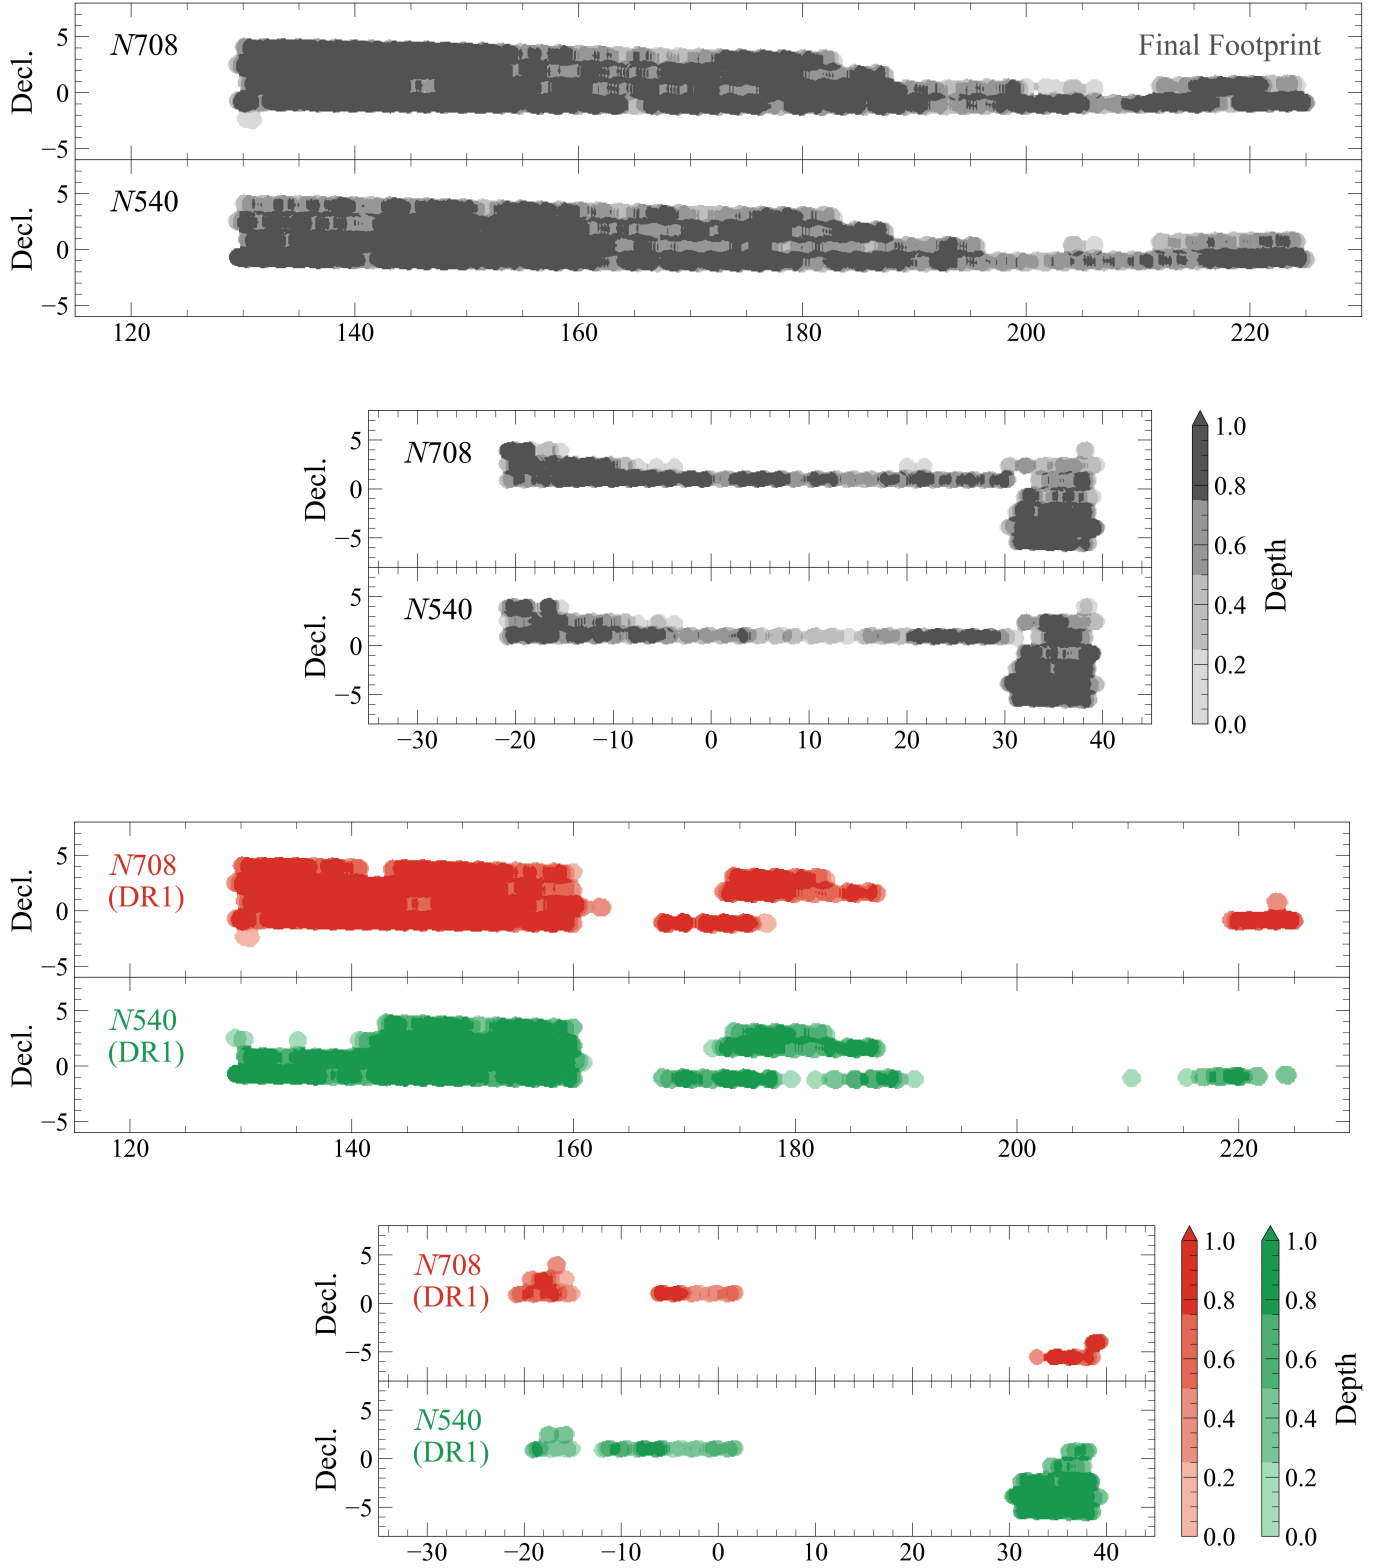 N708
Final Footprint
Decl.
5
0
−5
N540
Decl.
5
0
−5
120 140 160 180 200 220
N708
Decl.
5
0
−5
N540
Decl.
5
0
−5
−30 −20 −10 0 10 20 30 40
1.0
0.8
0.6
0.4
0.2
0.0
Depth
N708
(DR1)
Decl.
5
0
−5
N540
(DR1)
Decl.
5
0
−5
120 140 160 180 200 220
N708
(DR1)
Decl.
5
0
−5
N540
(DR1)
Decl.
5
0
−5
−30 −20 −10 0 10 20 30 40
1.0 1.0
0.8 0.8
0.6 0.6
0.4 0.4
0.2 0.2
0.0 0.0
Depth